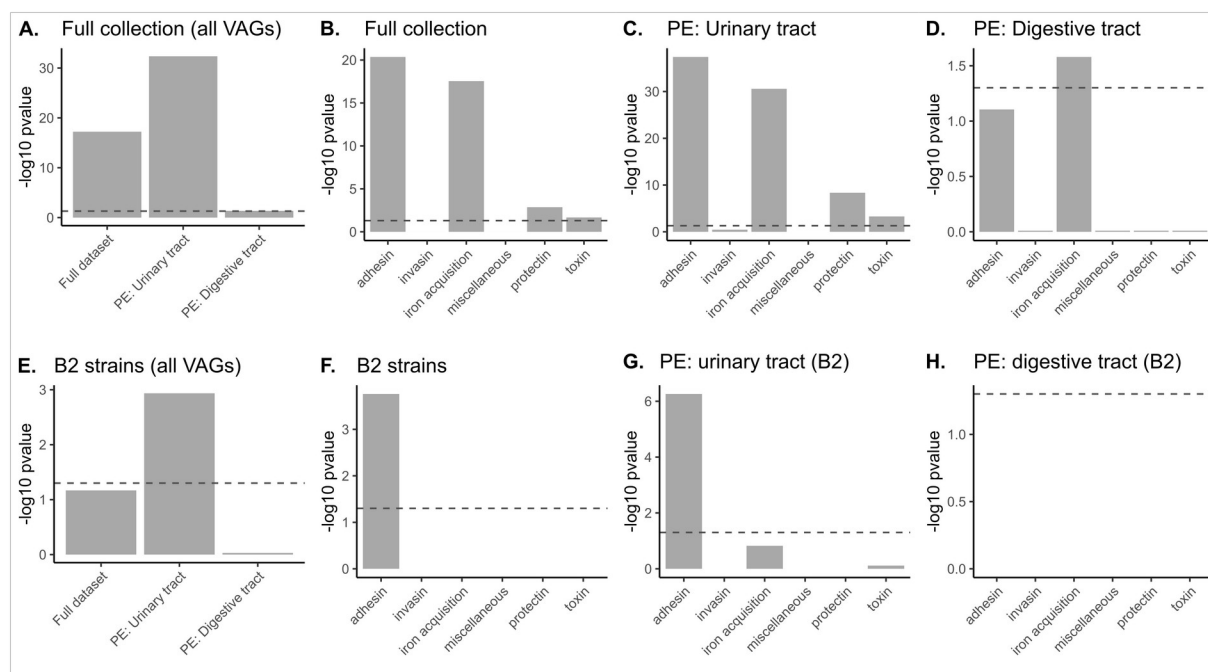 A. Full collection (all VAGs)
-log10 pvalue
30
20
10
0
Full dataset
PE: Urinary tract
PE: Digestive tract
B. Full collection
-log10 pvalue
20
15
10
5
0
adhesin
invasin
iron acquisition
miscellaneous
protectin
toxin
C. PE: Urinary tract
-log10 pvalue
30
20
10
0
adhesin
invasin
iron acquisition
miscellaneous
protectin
toxin
D. PE: Digestive tract
-log10 pvalue
1.5
1.0
0.5
0.0
adhesin
invasin
iron acquisition
miscellaneous
protectin
toxin
E. B2 strains (all VAGs)
-log10 pvalue
3
2
1
0
Full dataset
PE: Urinary tract
PE: Digestive tract
F. B2 strains
-log10 pvalue
3
2
1
0
adhesin
invasin
iron acquisition
miscellaneous
protectin
toxin
G. PE: urinary tract (B2)
-log10 pvalue
6
4
2
0
adhesin
invasin
iron acquisition
miscellaneous
protectin
toxin
H. PE: digestive tract (B2)
-log10 pvalue
1.0
0.5
0.0
adhesin
invasin
iron acquisition
miscellaneous
protectin
toxin